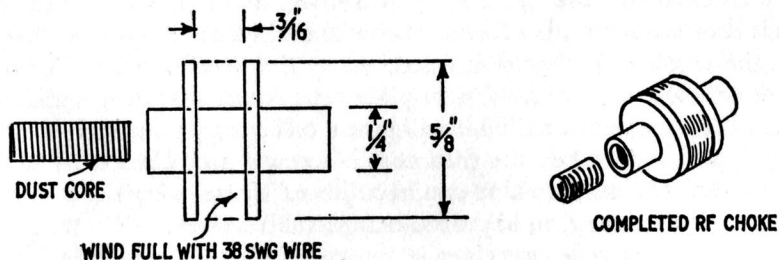 3/16"
1/4"
5/8"
DUST CORE
WIND FULL WITH 38 SWG WIRE
COMPLETED RF CHOKE